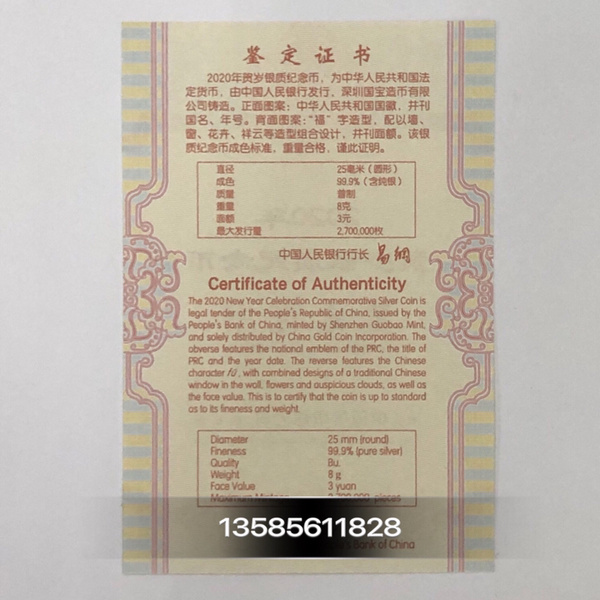 鉴定证书
2020年贺岁银质纪念币，为中华人民共和国法
定货币，由中国人民银行发行，深圳国宝造币有限
公司铸造。正面图案：中华人民共和国国徽，并刊
国名、年号。背面图案:“福”字造型，配以墙、
窗、花卉、祥云等造型组合设计，并刊面额。该银
质纪念币成色标准，重量合格，谨此证明。
直径 25毫米（圆形）
成色 99.9%（含纯银）
质量 普制
重量 8克
面额 3元
最大发行量 2,700,000枚
中国人民银行行长 易纲
Certificate of Authenticity
The 2020 New Year Celebration Commemorative Silver Coin is
legal tender of the People's Republic of China, issued by the
People's Bank of China, minted by Shenzhen Guobao Mint,
and solely distributed by China Gold Coin Incorporation. The
obverse features the national emblem of the PRC, the title of
PRC and the year date. The reverse features the Chinese
character fú, with combined designs of a traditional Chinese
window in the wall, flowers and auspicious clouds, as well as
the face value. This is to certify that the coin is up to standard
as to its fineness and weight.
Diameter 25 mm (round)
Fineness 99.9% (pure silver)
Quality Bu.
Weight 8 g
Face Value 3 yuan
Maximum Mintage 2,700,000 pieces
13585611828
Bank of China